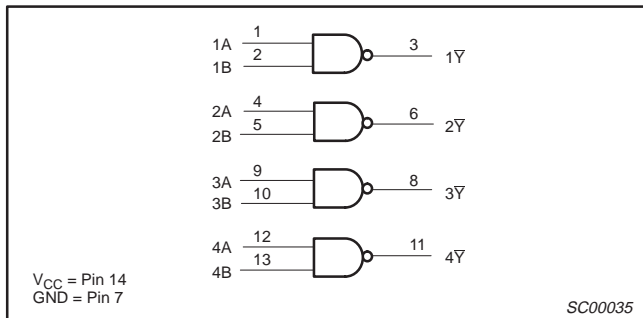 1A 1 3 1Y̅
1B 2
2A 4 6 2Y̅
2B 5
3A 9 8 3Y̅
3B 10
4A 12 11 4Y̅
4B 13
VCC = Pin 14
GND = Pin 7
SC00035